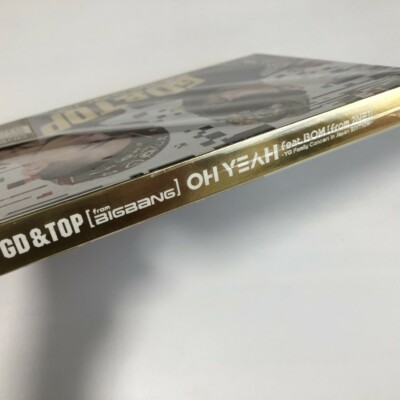 GD&TOP
GD&TOP [from BIGBANG] OH YEAH feat. BOM [from 2NE1]
- YG Family Concert in Japan